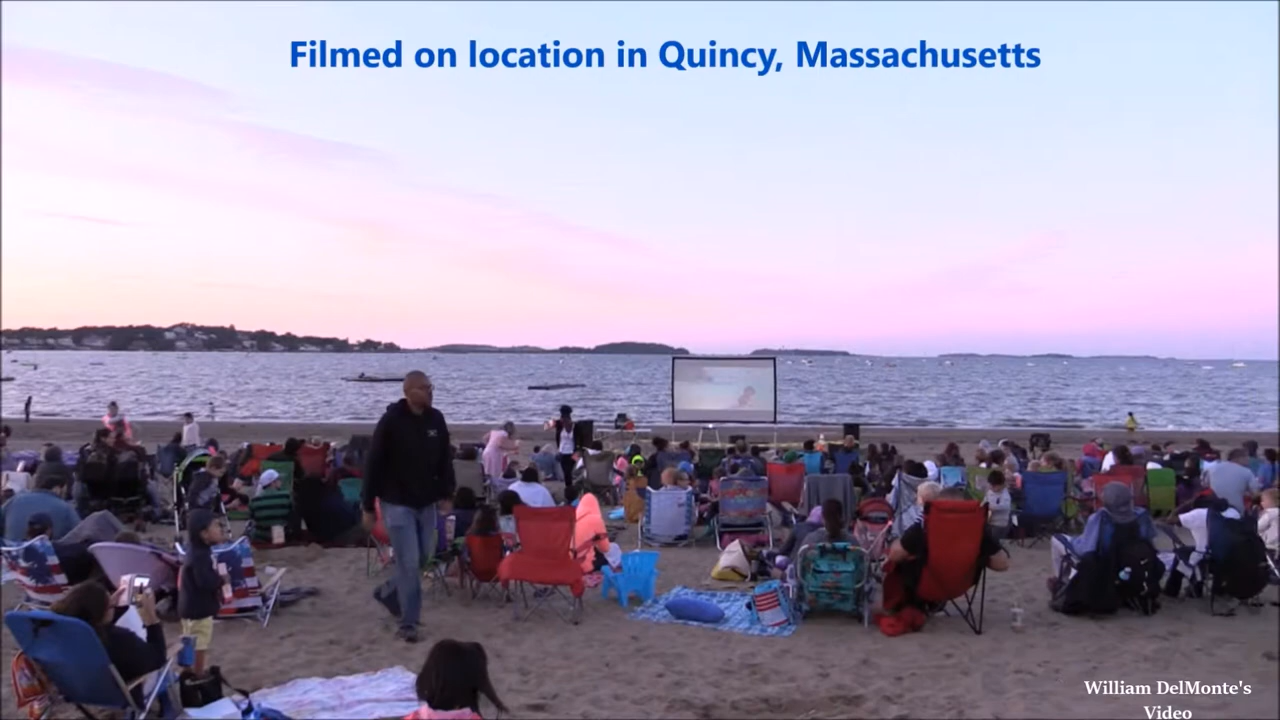 Filmed on location in Quincy, Massachusetts
William DelMonte's
Video